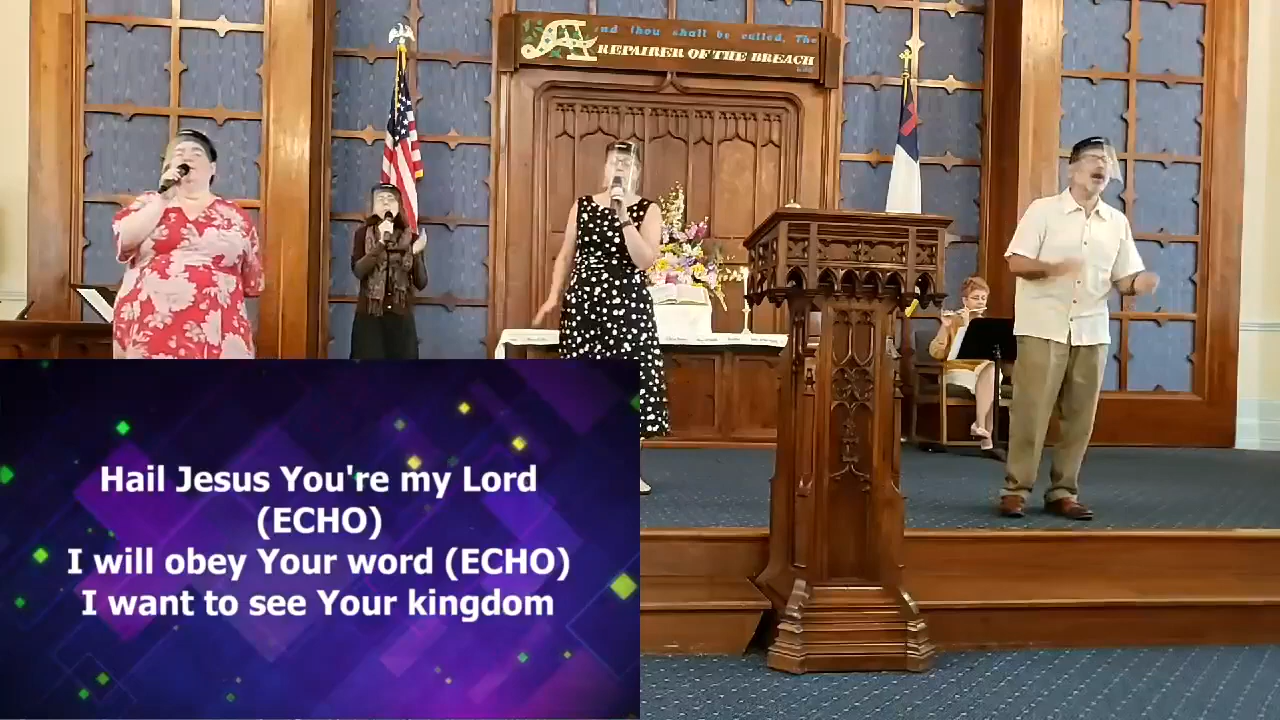 And thou shalt be called, The
REPAIRER OF THE BREACH
Hail Jesus You're my Lord
(ECHO)
I will obey Your word (ECHO)
I want to see Your kingdom